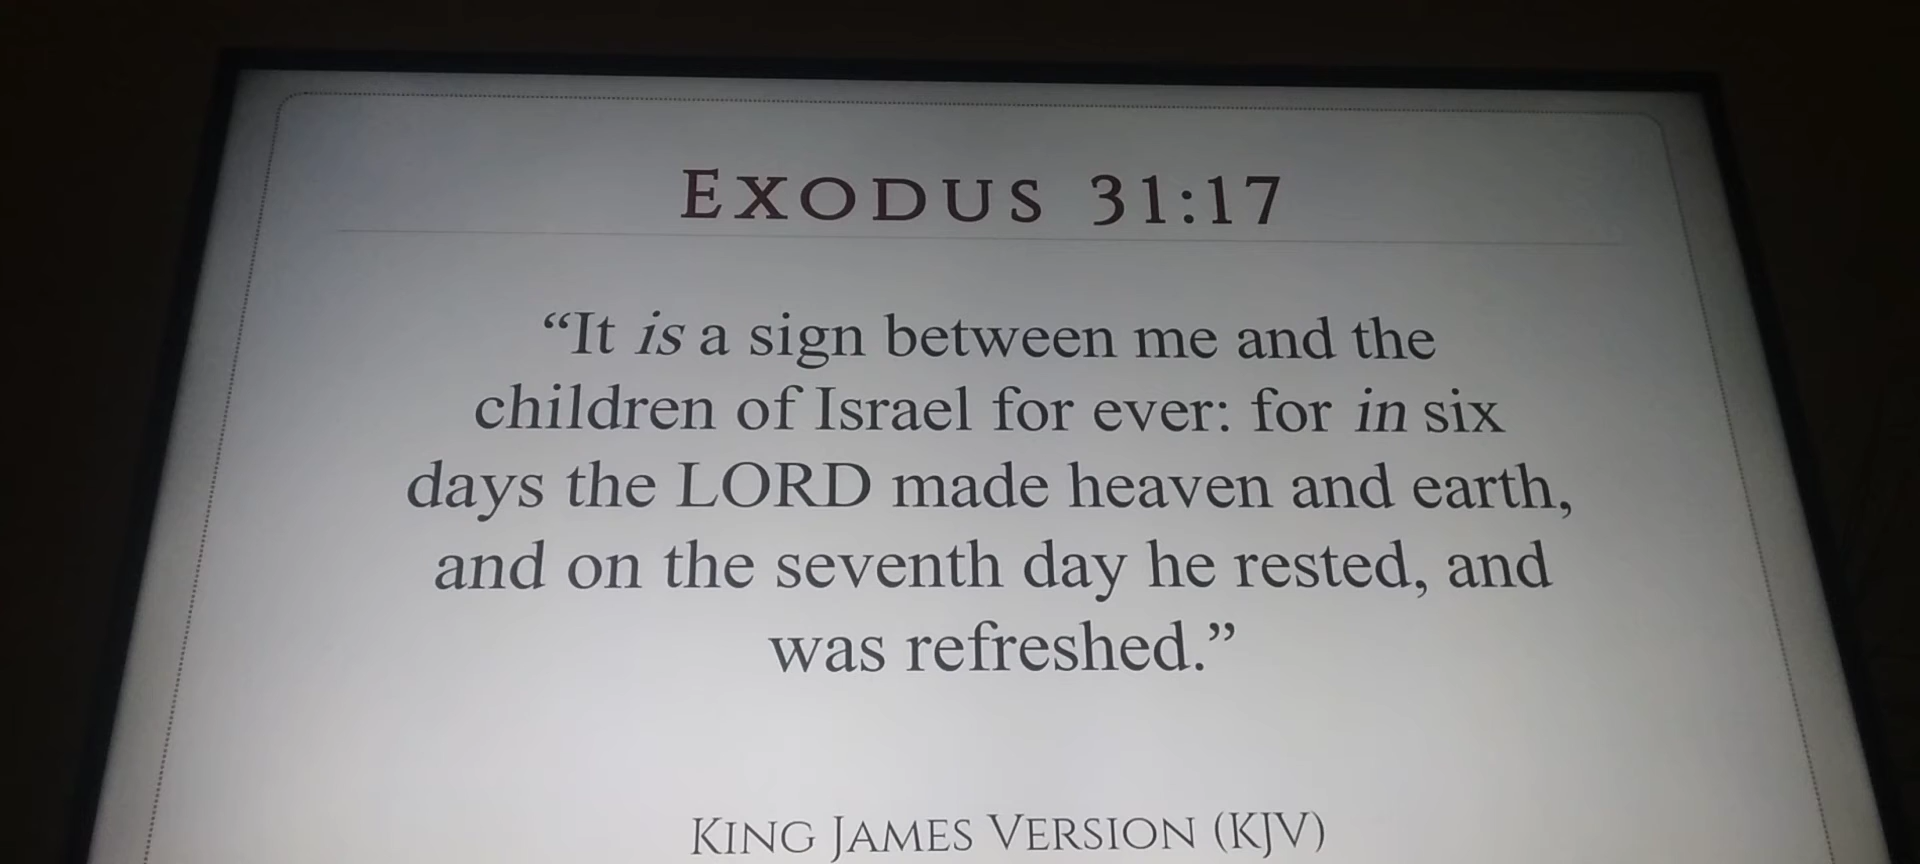 EXODUS 31:17
“It is a sign between me and the
children of Israel for ever: for in six
days the LORD made heaven and earth,
and on the seventh day he rested, and
was refreshed.”
KING JAMES VERSION (KJV)